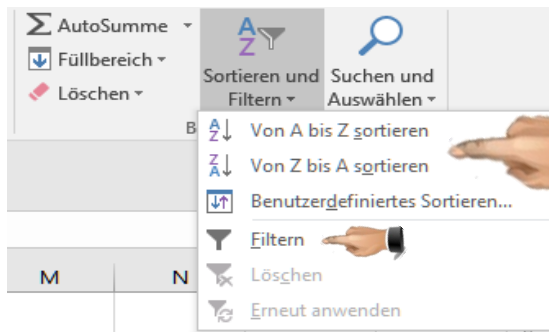 AutoSumme
Füllbereich
Löschen
Sortieren und
Filtern
Suchen und
Auswählen
B
Von A bis Z sortieren
Von Z bis A sortieren
Benutzerdefiniertes Sortieren...
Filtern
Löschen
Erneut anwenden
M N